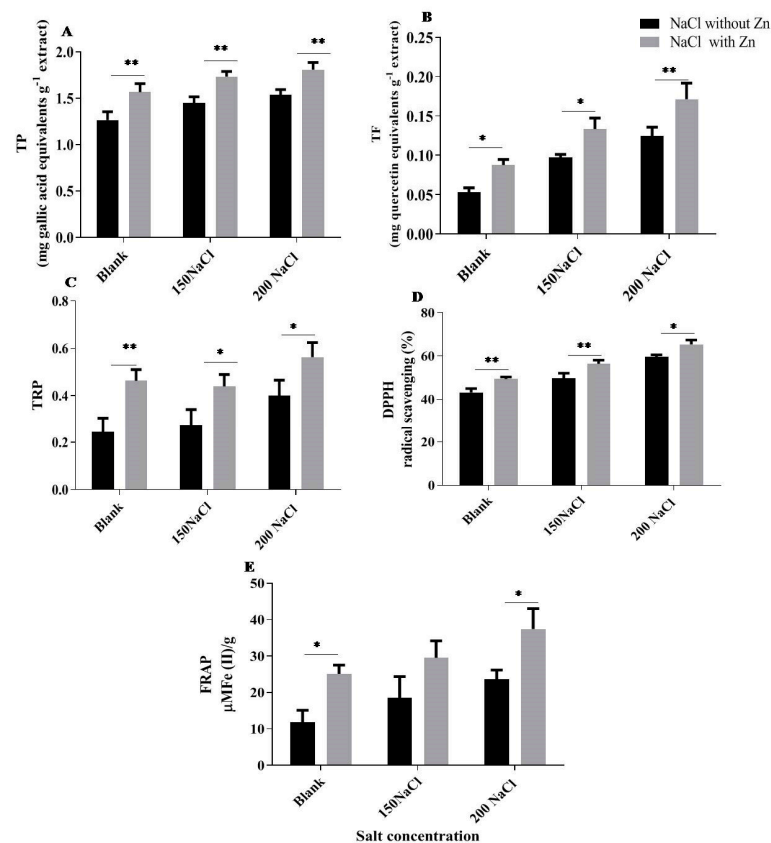 A
TP
(mg gallic acid equivalents g-1 extract)
2.0
1.5
1.0
0.5
0.0
**
**
**
Blank
150NaCl
200 NaCl
B
NaCl without Zn
NaCl with Zn
TF
(mg quercetin equivalents g-1 extract)
0.25
0.20
0.15
0.10
0.05
0.00
*
*
**
Blank
150NaCl
200 NaCl
C
TRP
0.8
0.6
0.4
0.2
0.0
**
*
*
Blank
150NaCl
200 NaCl
D
DPPH
radical scavenging (%)
80
60
40
20
0
**
**
*
Blank
150NaCl
200 NaCl
E
FRAP
μMFe (II)/g
50
40
30
20
10
0
*
*
Blank
150NaCl
200 NaCl
Salt concentration